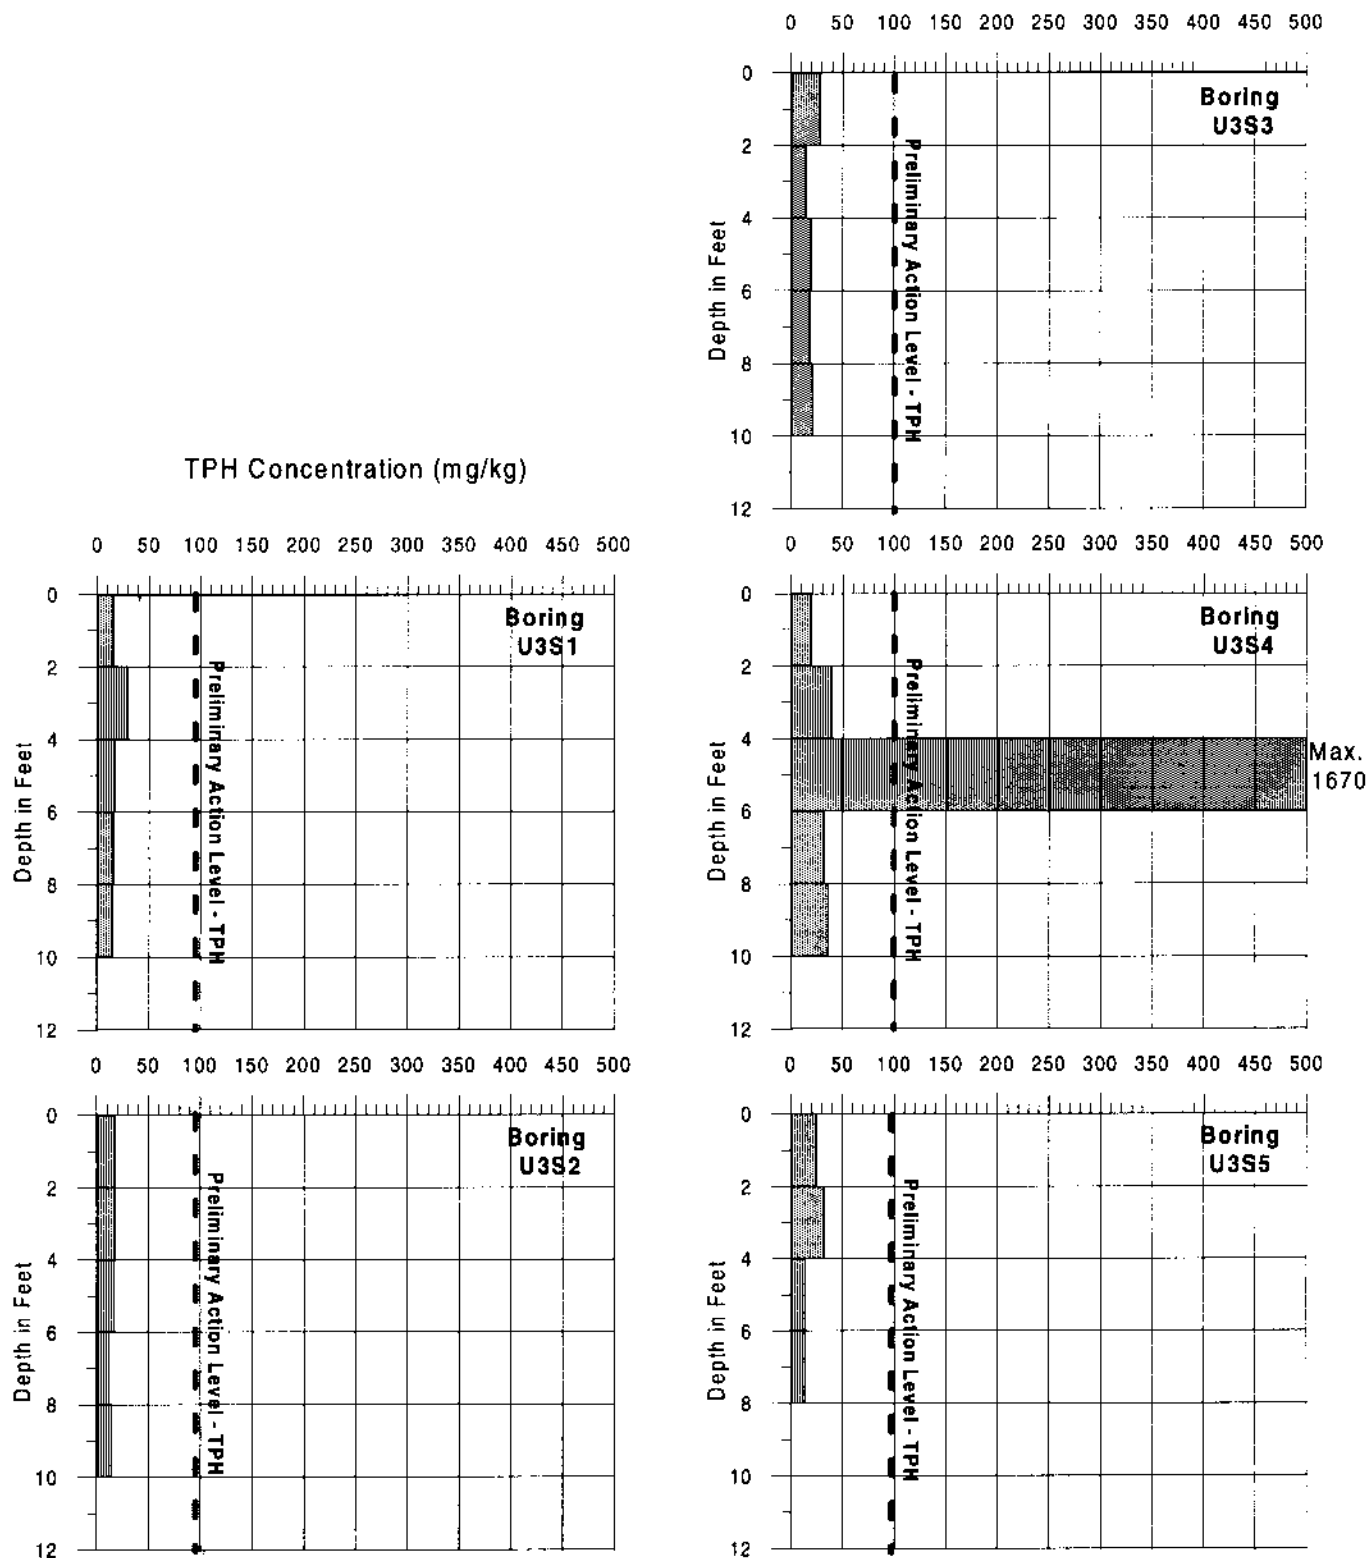 0 50 100 150 200 250 300 350 400 450 500
0
2
4
6
8
10
12
Depth in Feet
Preliminary Action Level - TPH
Boring
U3S3
TPH Concentration (mg/kg)
0 50 100 150 200 250 300 350 400 450 500
0
2
4
6
8
10
12
Depth in Feet
Preliminary Action Level - TPH
Boring
U3S1
0 50 100 150 200 250 300 350 400 450 500
0
2
4
6
8
10
12
Depth in Feet
Preliminary Action Level - TPH
Boring
U3S4
Max.
1670
0 50 100 150 200 250 300 350 400 450 500
0
2
4
6
8
10
12
Depth in Feet
Preliminary Action Level - TPH
Boring
U3S2
0 50 100 150 200 250 300 350 400 450 500
0
2
4
6
8
10
12
Depth in Feet
Preliminary Action Level - TPH
Boring
U3S5